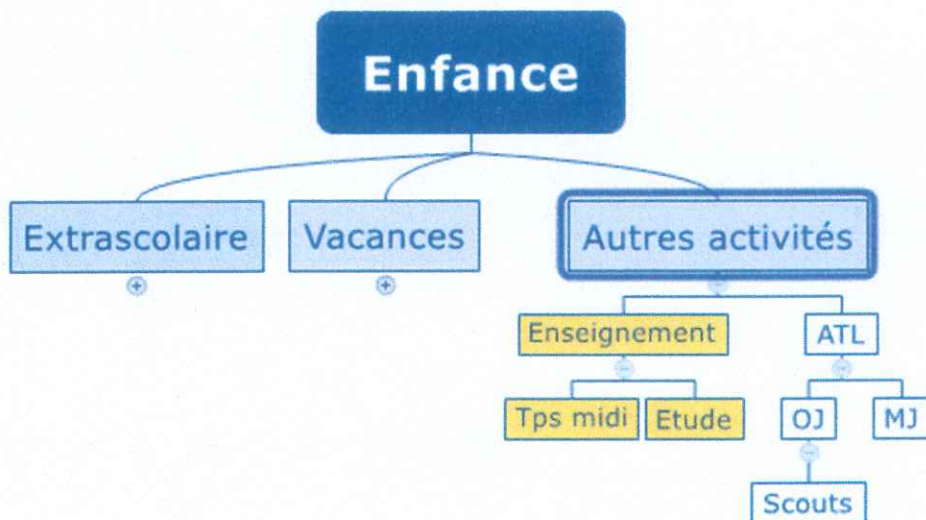 Enfance
Extrascolaire
Vacances
Autres activités
Enseignement
ATL
Tps midi
Etude
OJ
MJ
Scouts